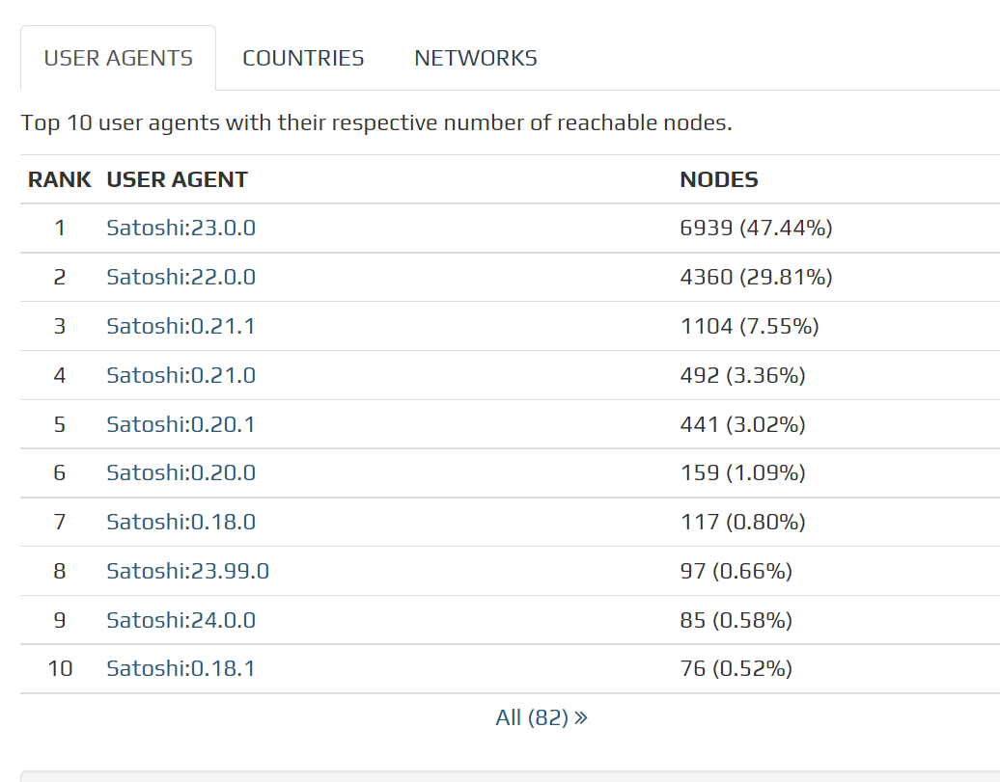 USER AGENTS COUNTRIES NETWORKS
Top 10 user agents with their respective number of reachable nodes.
RANK USER AGENT NODES
1 Satoshi:23.0.0 6939 (47.44%)
2 Satoshi:22.0.0 4360 (29.81%)
3 Satoshi:0.21.1 1104 (7.55%)
4 Satoshi:0.21.0 492 (3.36%)
5 Satoshi:0.20.1 441 (3.02%)
6 Satoshi:0.20.0 159 (1.09%)
7 Satoshi:0.18.0 117 (0.80%)
8 Satoshi:23.99.0 97 (0.66%)
9 Satoshi:24.0.0 85 (0.58%)
10 Satoshi:0.18.1 76 (0.52%)
All (82) »